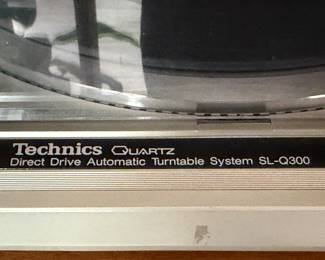 Technics QUARTZ
Direct Drive Automatic Turntable System SL-Q300